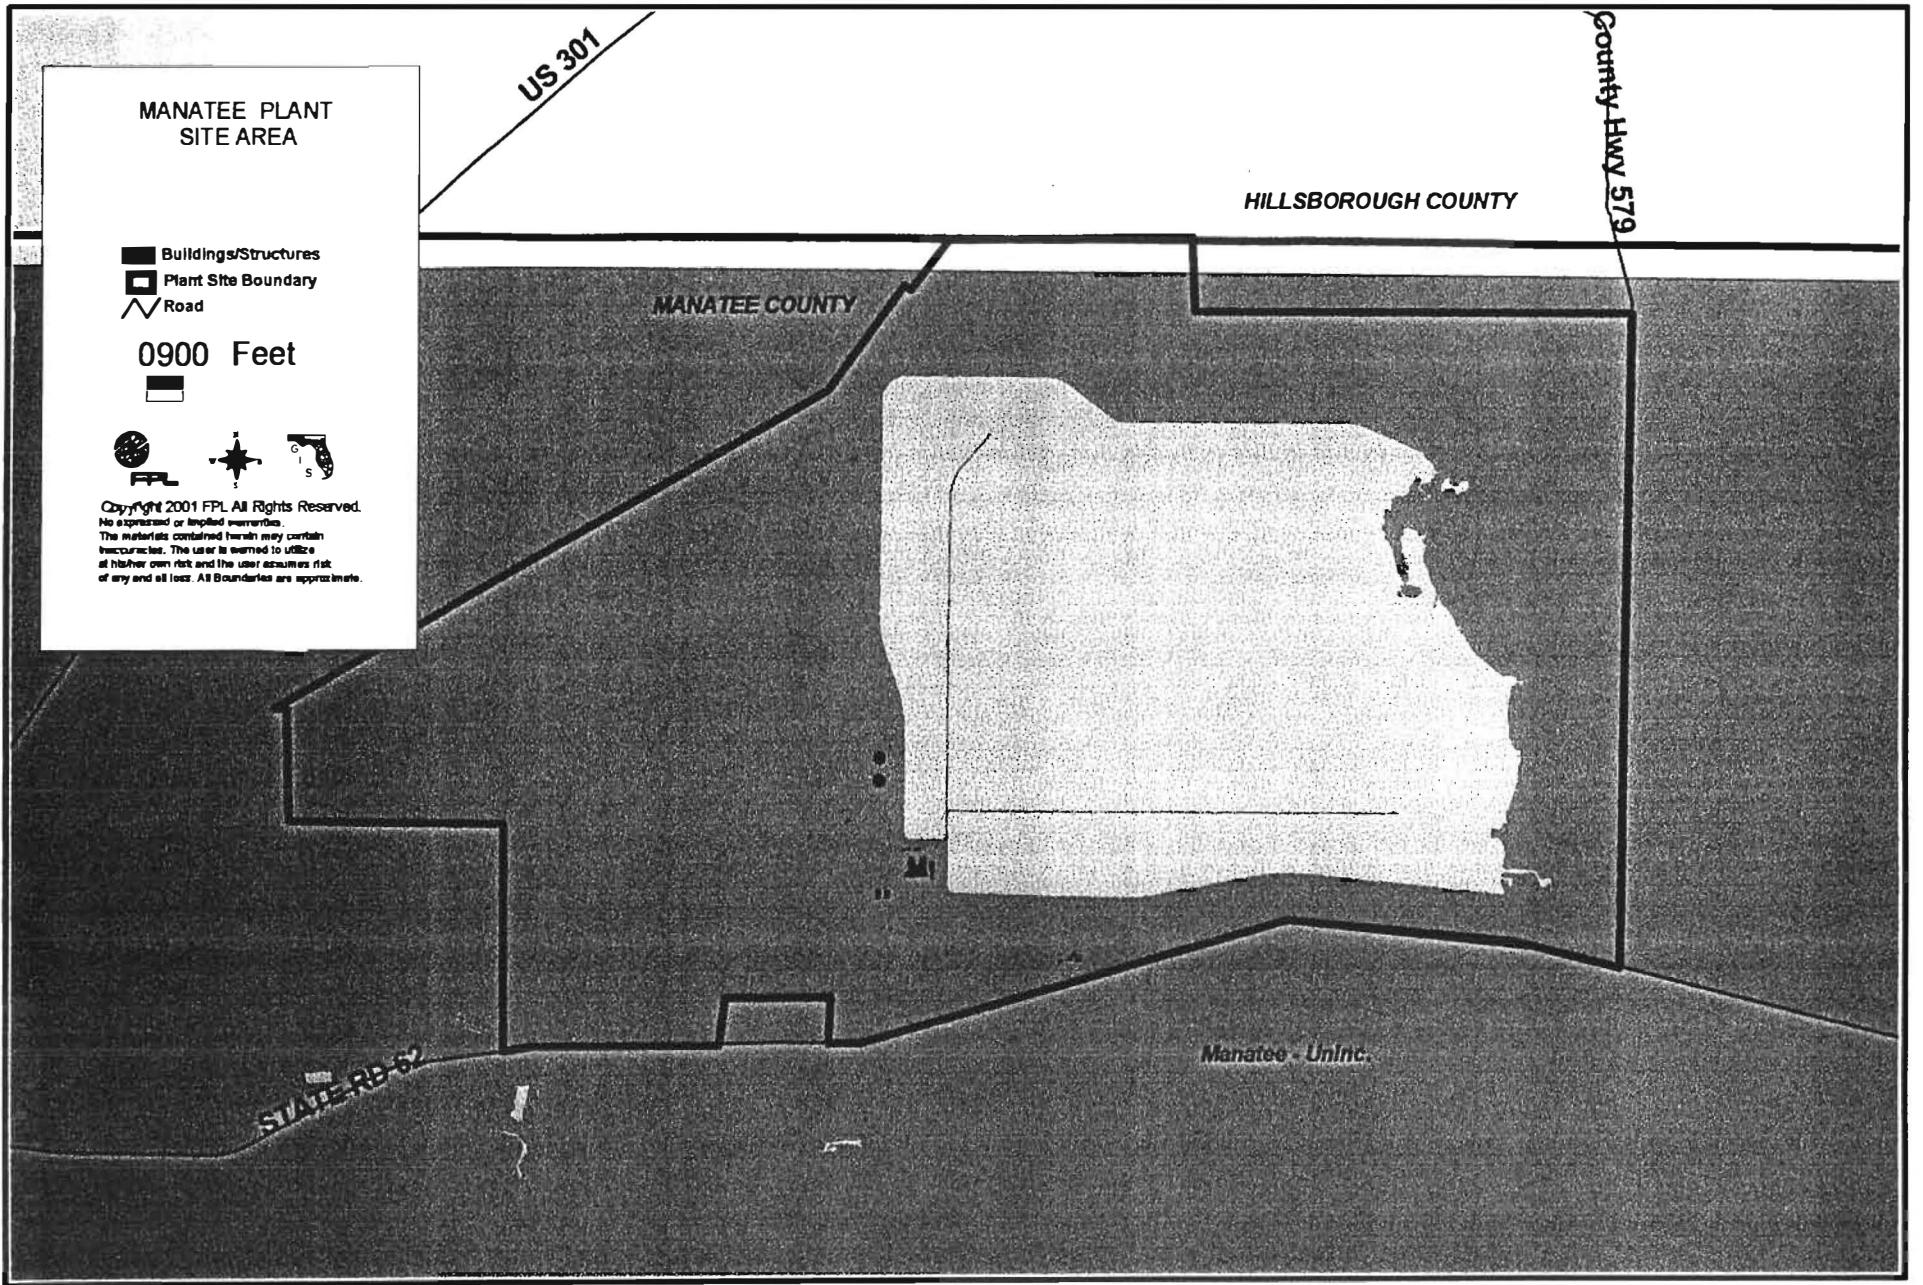 MANATEE PLANT
SITE AREA
Buildings/Structures
Plant Site Boundary
Road
0900 Feet
N
S
FPL
G
I
S
Copyright 2001 FPL All Rights Reserved.
No expressed or implied warranties.
The materials contained herein may contain
inaccuracies. The user is warned to utilize
at his/her own risk and the user assumes risk
of any and all loss. All Boundaries are approximate.
US 301
County Hwy 579
HILLSBOROUGH COUNTY
MANATEE COUNTY
STATE RD 62
Manatee - UnInc.